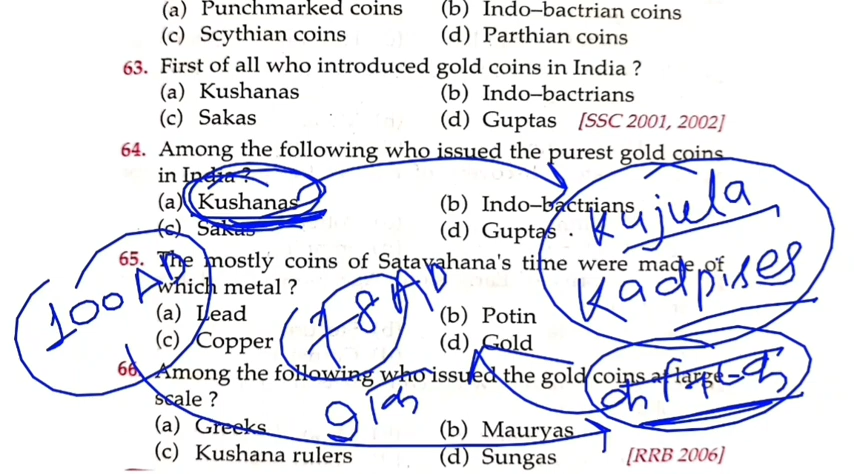 (a) Punchmarked coins (b) Indo–bactrian coins
(c) Scythian coins (d) Parthian coins
63. First of all who introduced gold coins in India ?
(a) Kushanas (b) Indo–bactrians
(c) Sakas (d) Guptas [SSC 2001, 2002]
64. Among the following who issued the purest gold coins
in India ?
(a) Kushanas (b) Indo–bactrians
(c) Sakas (d) Guptas .
Kujula
Kadpises
65. The mostly coins of Satavahana's time were made of
which metal ?
100 AD
78 AD
(a) Lead (b) Potin
(c) Copper (d) Gold
66. Among the following who issued the gold coins at large
scale ?
कनिष्क
(a) Greeks (b) Mauryas
(c) Kushana rulers (d) Sungas [RRB 2006]